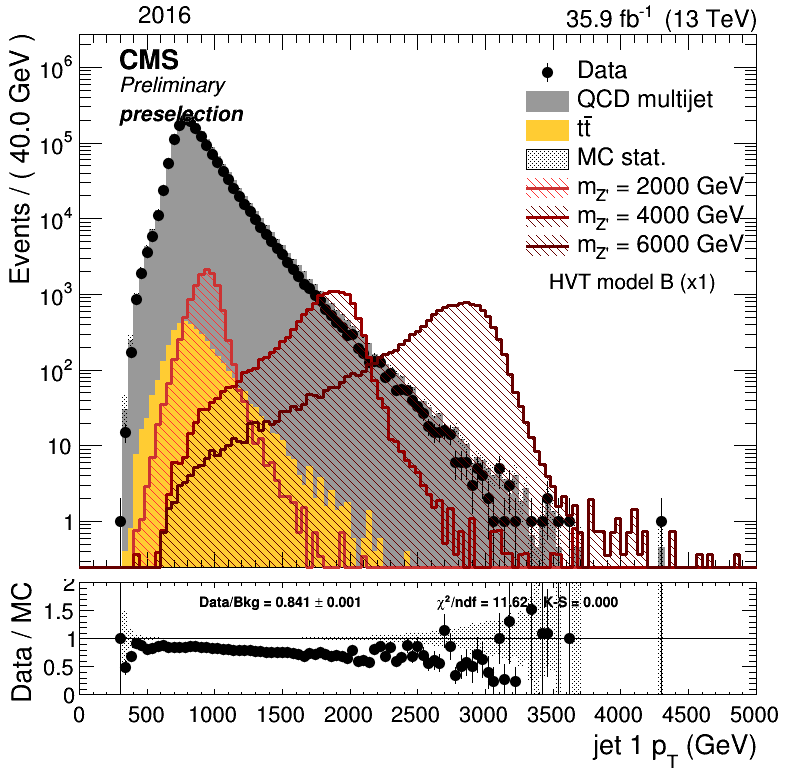 2016
35.9 fb⁻¹ (13 TeV)
CMS
Preliminary
preselection
Events / ( 40.0 GeV )
10⁶
10⁵
10⁴
10³
10²
10
1
Data
QCD multijet
tt̄
MC stat.
m_Z' = 2000 GeV
m_Z' = 4000 GeV
m_Z' = 6000 GeV
HVT model B (x1)
Data / MC
2
1.5
1
0.5
0
Data/Bkg = 0.841 ± 0.001
χ²/ndf = 11.62
K-S = 0.000
0 500 1000 1500 2000 2500 3000 3500 4000 4500 5000
jet 1 p_T (GeV)